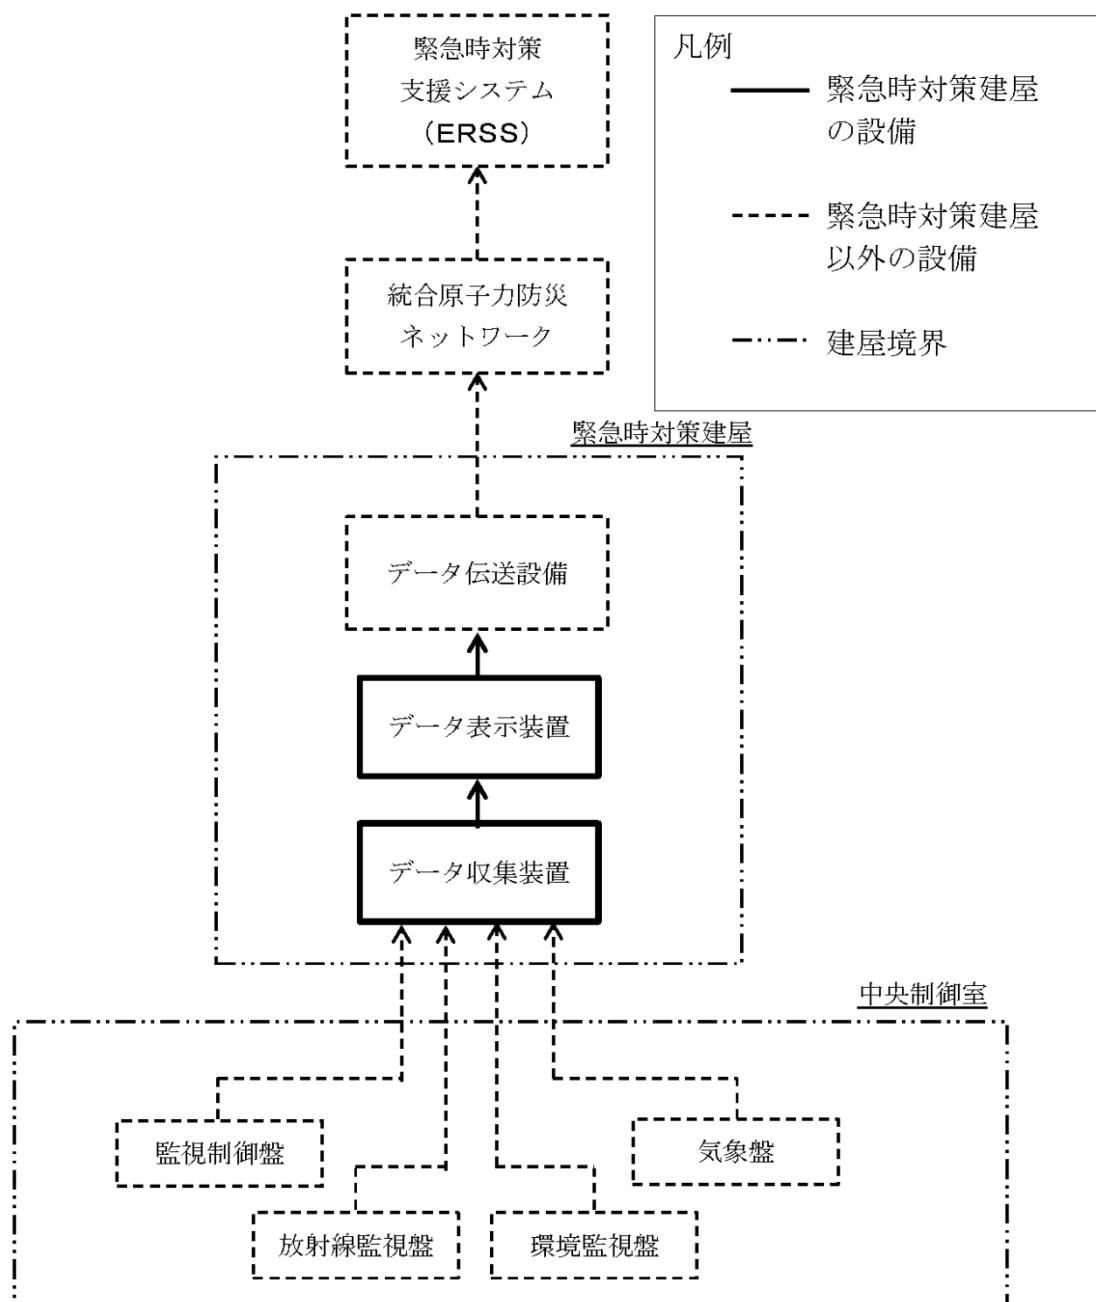 緊急時対策
支援システム
（ERSS）
凡例
緊急時対策建屋
の設備
緊急時対策建屋
以外の設備
建屋境界
統合原子力防災
ネットワーク
緊急時対策建屋
データ伝送設備
データ表示装置
データ収集装置
中央制御室
監視制御盤
気象盤
放射線監視盤
環境監視盤